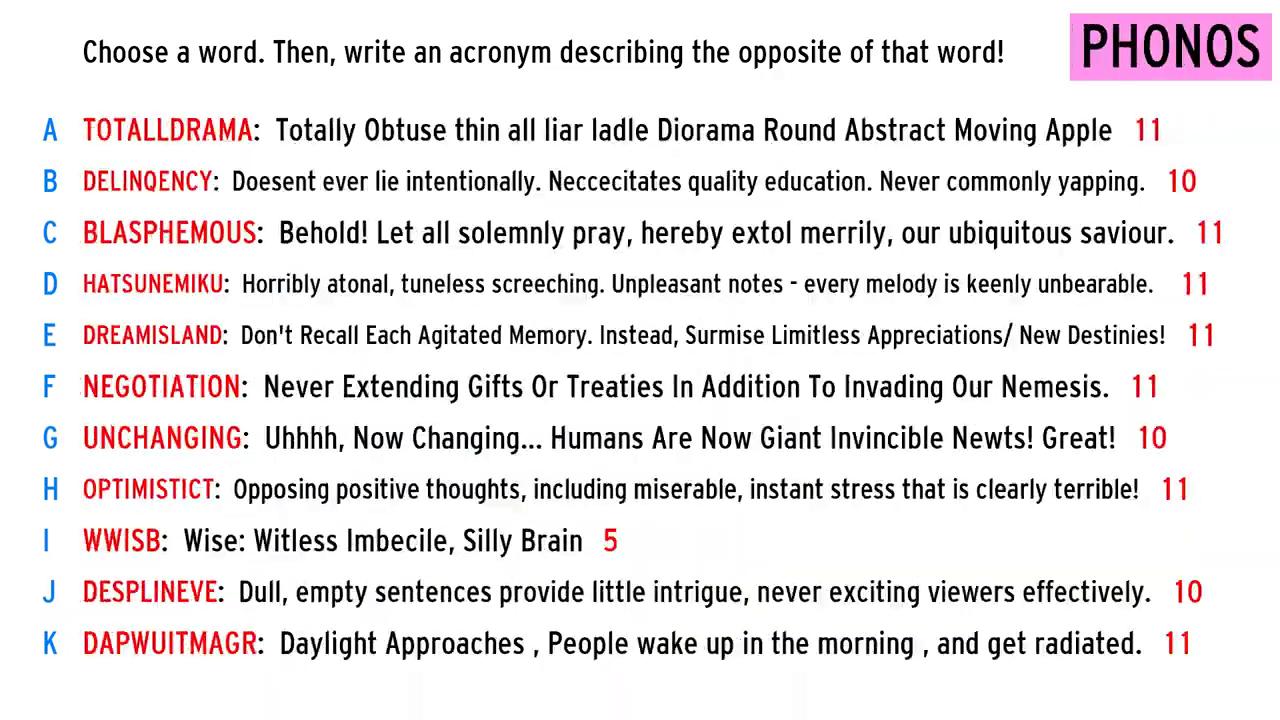 Choose a word. Then, write an acronym describing the opposite of that word!
PHONOS
A TOTALLDRAMA: Totally Obtuse thin all liar ladle Diorama Round Abstract Moving Apple 11
B DELINQENCY: Doesent ever lie intentionally. Neccecitates quality education. Never commonly yapping. 10
C BLASPHEMOUS: Behold! Let all solemnly pray, hereby extol merrily, our ubiquitous saviour. 11
D HATSUNEMIKU: Horribly atonal, tuneless screeching. Unpleasant notes - every melody is keenly unbearable. 11
E DREAMISLAND: Don't Recall Each Agitated Memory. Instead, Surmise Limitless Appreciations/ New Destinies! 11
F NEGOTIATION: Never Extending Gifts Or Treaties In Addition To Invading Our Nemesis. 11
G UNCHANGING: Uhhhh, Now Changing... Humans Are Now Giant Invincible Newts! Great! 10
H OPTIMISTICT: Opposing positive thoughts, including miserable, instant stress that is clearly terrible! 11
I WWISB: Wise: Witless Imbecile, Silly Brain 5
J DESPLINEVE: Dull, empty sentences provide little intrigue, never exciting viewers effectively. 10
K DAPWUITMAGR: Daylight Approaches , People wake up in the morning , and get radiated. 11